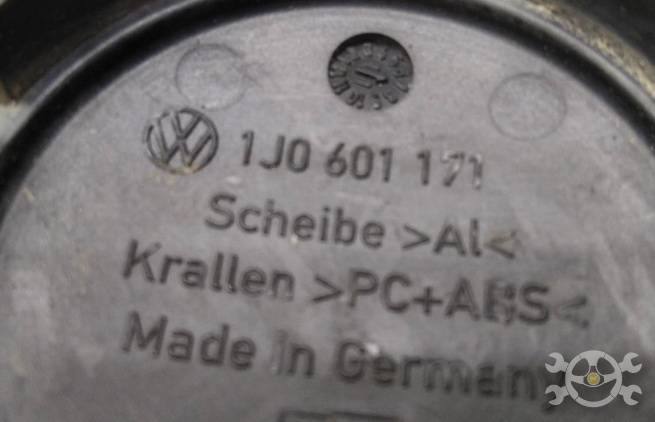 1J0 601 171
Scheibe >Al<
Krallen >PC+ABS<
Made in Germany